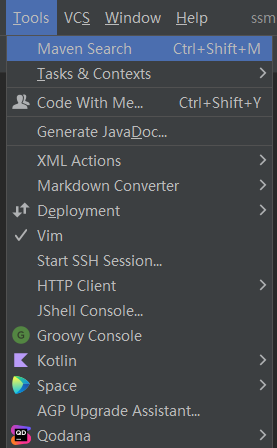 Tools VCS Window Help ssm
Maven Search Ctrl+Shift+M
Tasks & Contexts
Code With Me... Ctrl+Shift+Y
Generate JavaDoc...
XML Actions
Markdown Converter
Deployment
Vim
Start SSH Session...
HTTP Client
JShell Console...
G Groovy Console
Kotlin
Space
AGP Upgrade Assistant...
QD Qodana